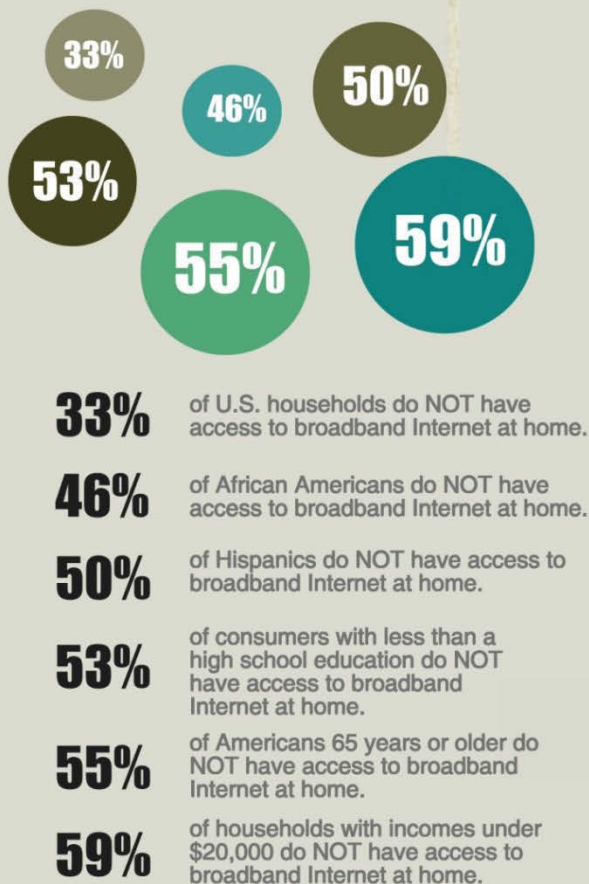 33%
46%
50%
53%
55%
59%
33%
of U.S. households do NOT have
access to broadband Internet at home.
46%
of African Americans do NOT have
access to broadband Internet at home.
50%
of Hispanics do NOT have access to
broadband Internet at home.
53%
of consumers with less than a
high school education do NOT
have access to broadband
Internet at home.
55%
of Americans 65 years or older do
NOT have access to broadband
Internet at home.
59%
of households with incomes under
$20,000 do NOT have access to
broadband Internet at home.